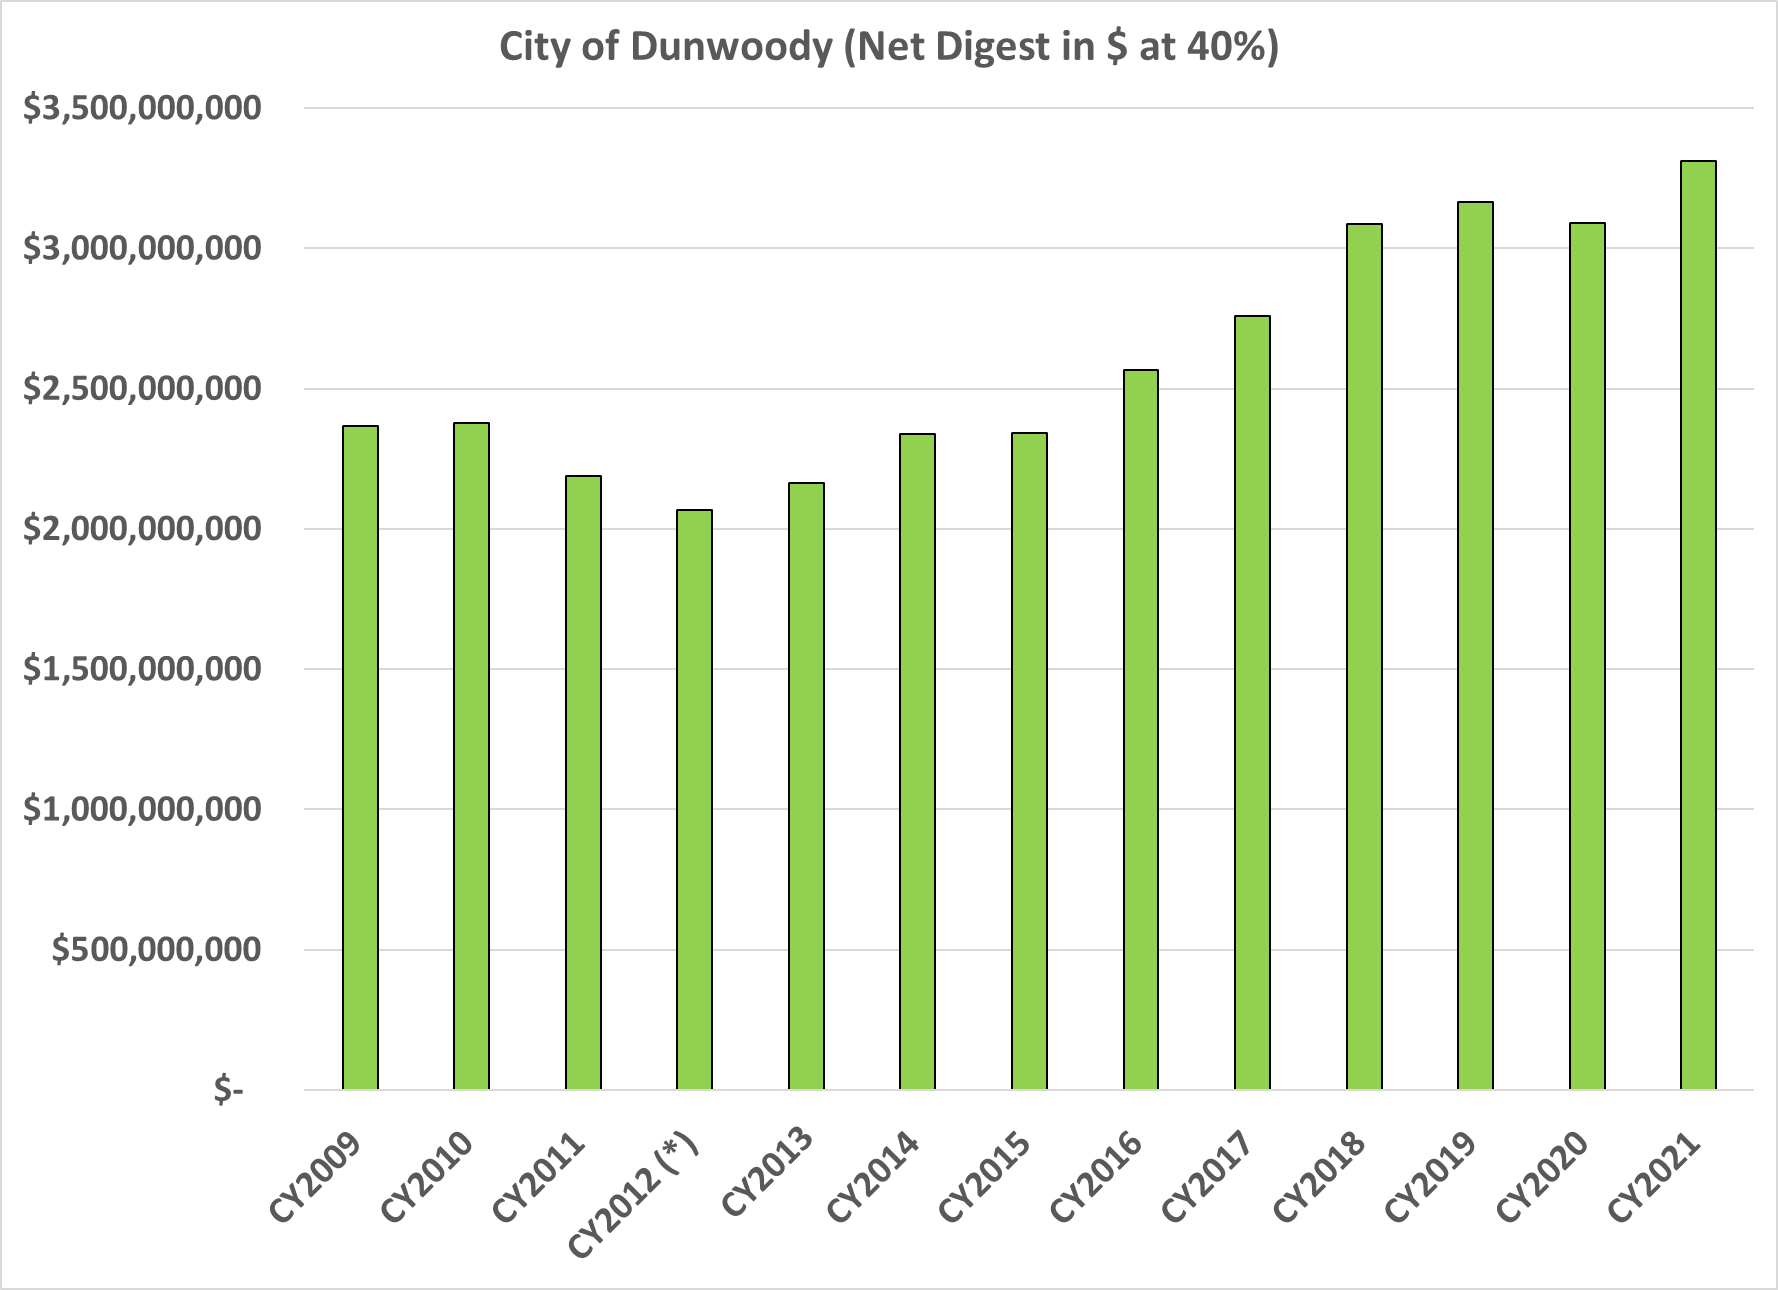 City of Dunwoody (Net Digest in $ at 40%)
$3,500,000,000
$3,000,000,000
$2,500,000,000
$2,000,000,000
$1,500,000,000
$1,000,000,000
$500,000,000
$-
CY2009
CY2010
CY2011
CY2012 (*)
CY2013
CY2014
CY2015
CY2016
CY2017
CY2018
CY2019
CY2020
CY2021